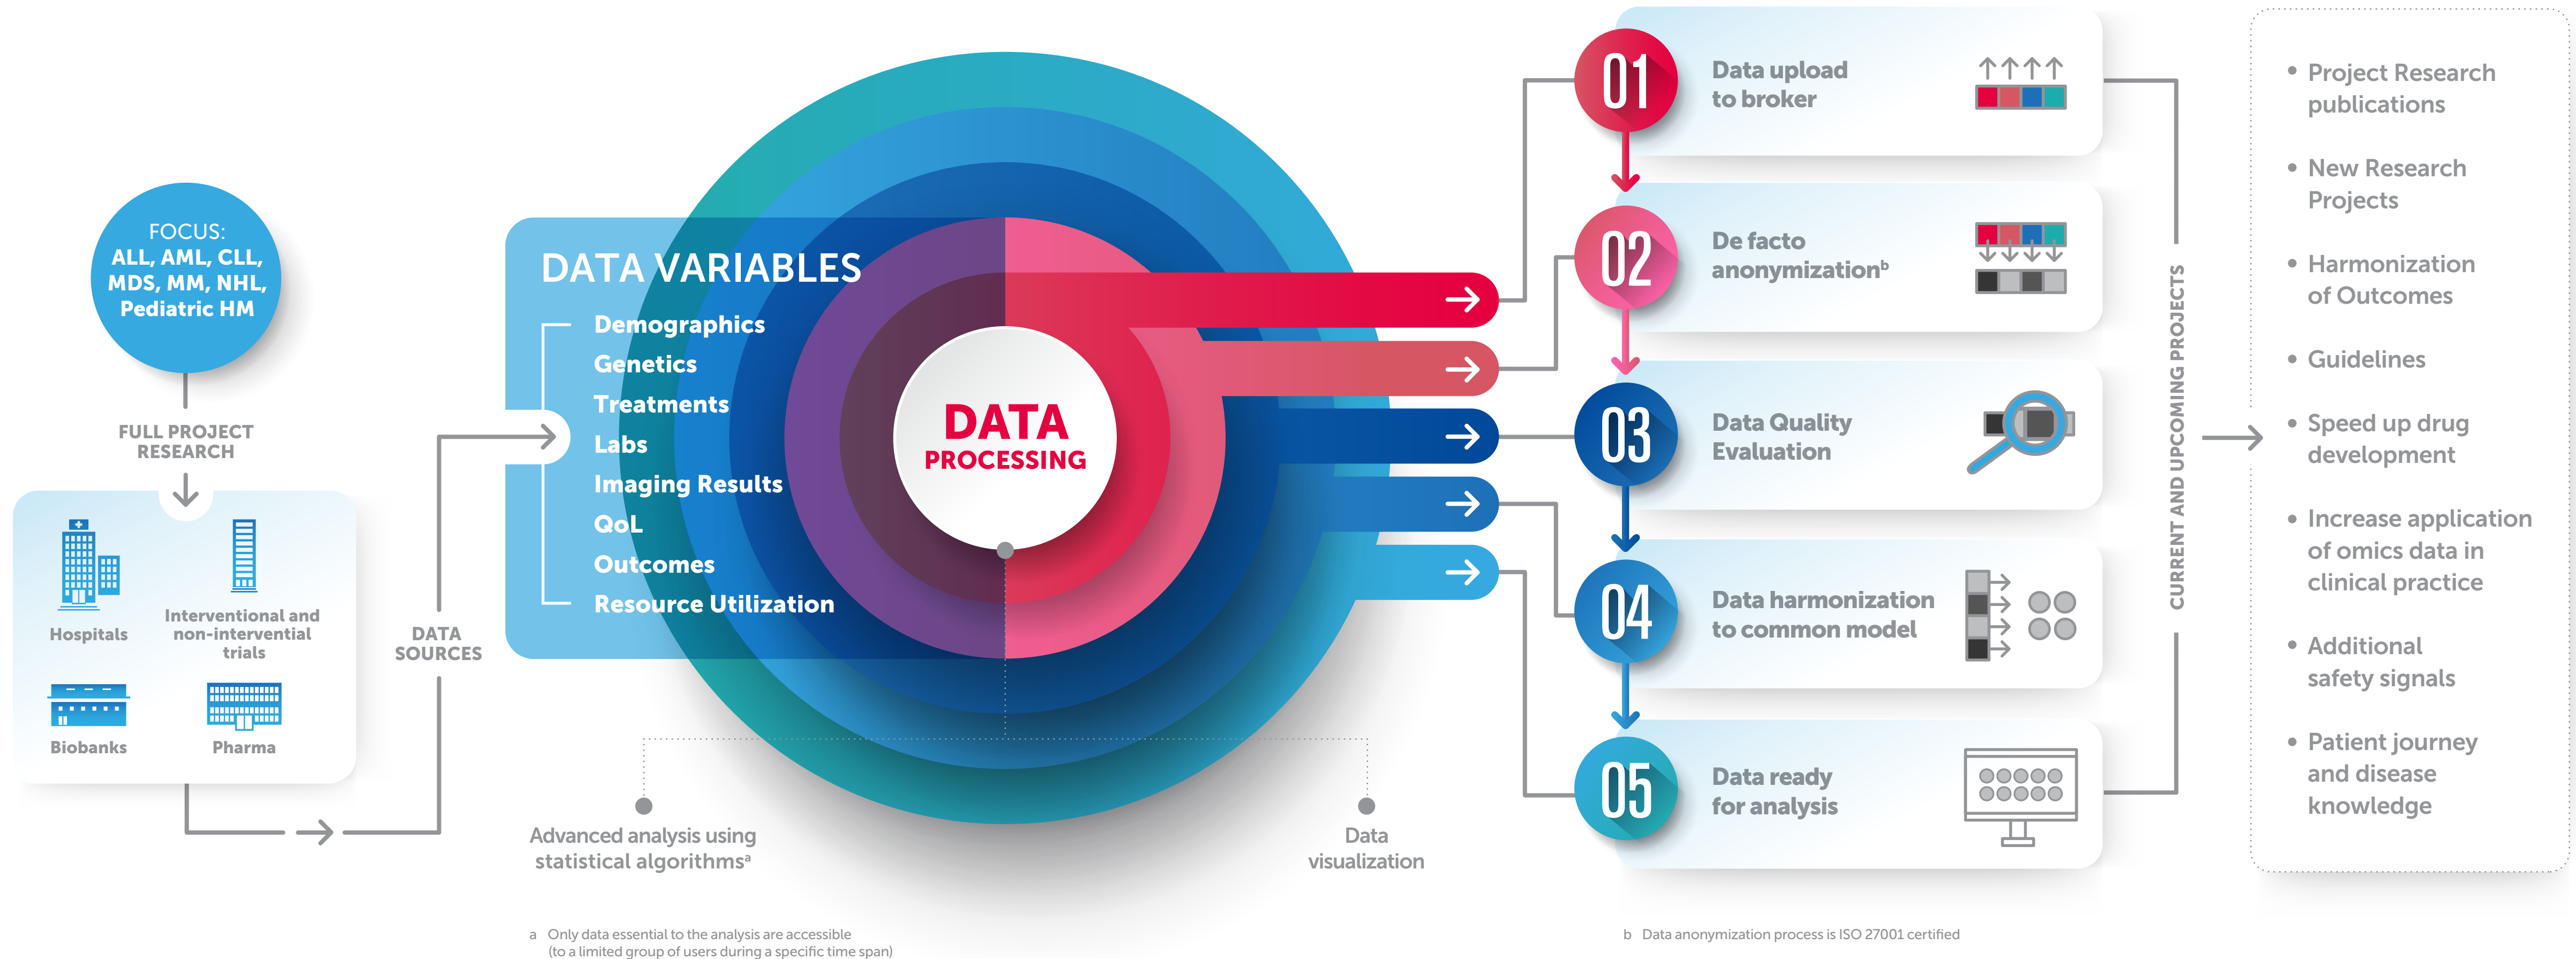 FOCUS:
ALL, AML, CLL,
MDS, MM, NHL,
Pediatric HM
FULL PROJECT
RESEARCH
Hospitals
Interventional and
non-intervential
trials
Biobanks
Pharma
DATA
SOURCES
DATA VARIABLES
Demographics
Genetics
Treatments
Labs
Imaging Results
QoL
Outcomes
Resource Utilization
DATA
PROCESSING
Advanced analysis using
statistical algorithmsᵃ
Data
visualization
a Only data essential to the analysis are accessible
(to a limited group of users during a specific time span)
01
Data upload
to broker
02
De facto
anonymizationᵇ
03
Data Quality
Evaluation
04
Data harmonization
to common model
05
Data ready
for analysis
b Data anonymization process is ISO 27001 certified
CURRENT AND UPCOMING PROJECTS
• Project Research
publications
• New Research
Projects
• Harmonization
of Outcomes
• Guidelines
• Speed up drug
development
• Increase application
of omics data in
clinical practice
• Additional
safety signals
• Patient journey
and disease
knowledge